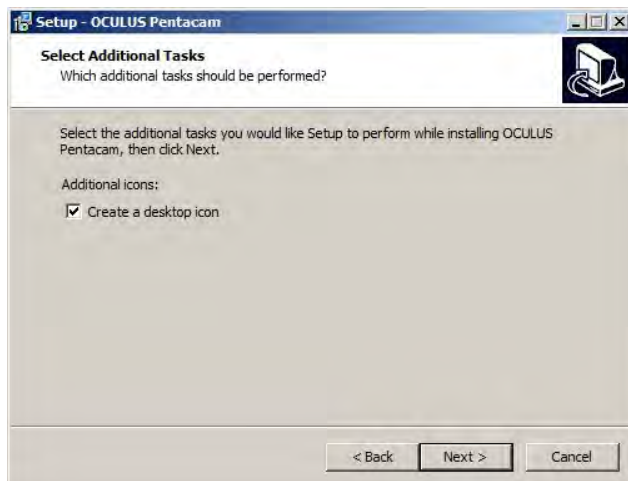 Setup - OCULUS Pentacam
Select Additional Tasks
Which additional tasks should be performed?
Select the additional tasks you would like Setup to perform while installing OCULUS
Pentacam, then click Next.
Additional icons:
Create a desktop icon
< Back
Next >
Cancel